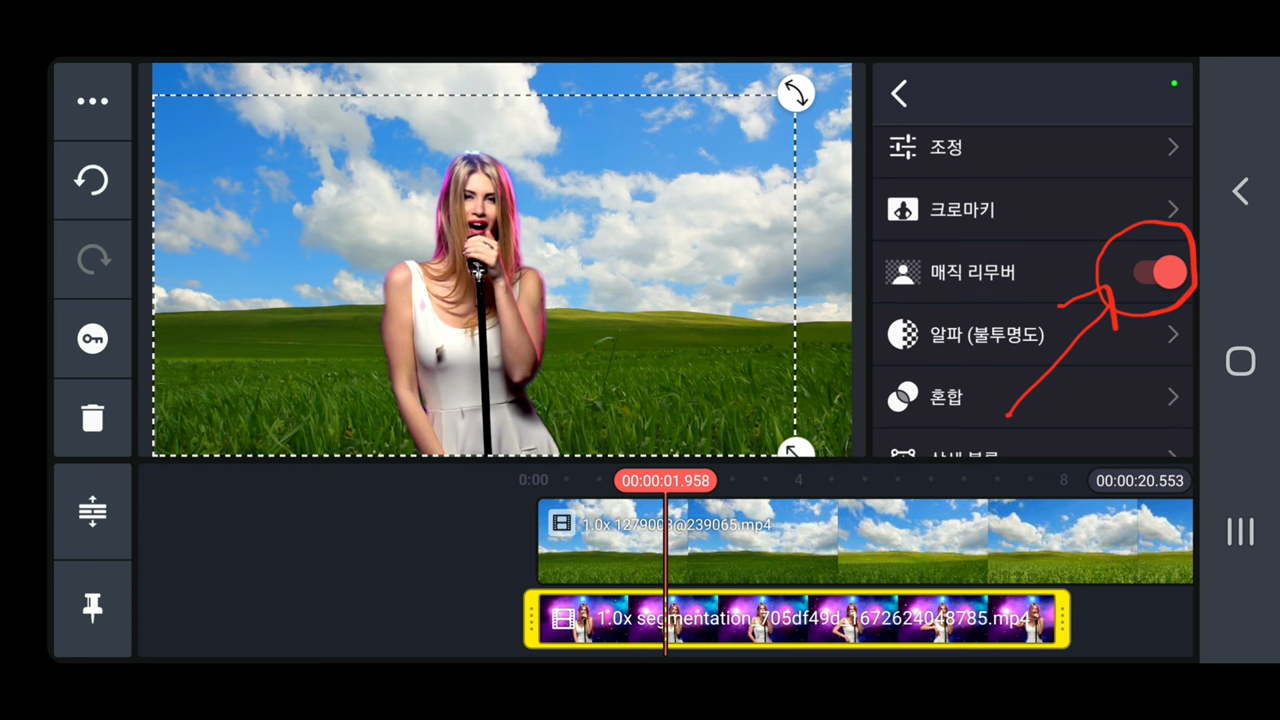 조정
크로마키
매직 리무버
알파 (불투명도)
혼합
0:00
00:00:01.958
4
8
00:00:20.553
1.0x 1279003@239065.mp4
1.0x segmentation_705df49d_1672624048785.mp4